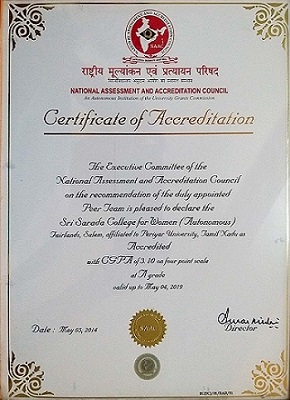 राष्ट्रीय मूल्यांकन एवं प्रत्यायन परिषद
NATIONAL ASSESSMENT AND ACCREDITATION COUNCIL
An Autonomous Institution of the University Grants Commission
Certificate of Accreditation
The Executive Committee of the
National Assessment and Accreditation Council
on the recommendation of the duly appointed
Peer Team is pleased to declare the
Sri Sarada College for Women (Autonomous)
Fairlands, Salem, affiliated to Periyar University, Tamil Nadu as
Accredited
with CGPA of 3.10 on four point scale
at A grade
valid up to May 04, 2019
Date : May 05, 2014
Director